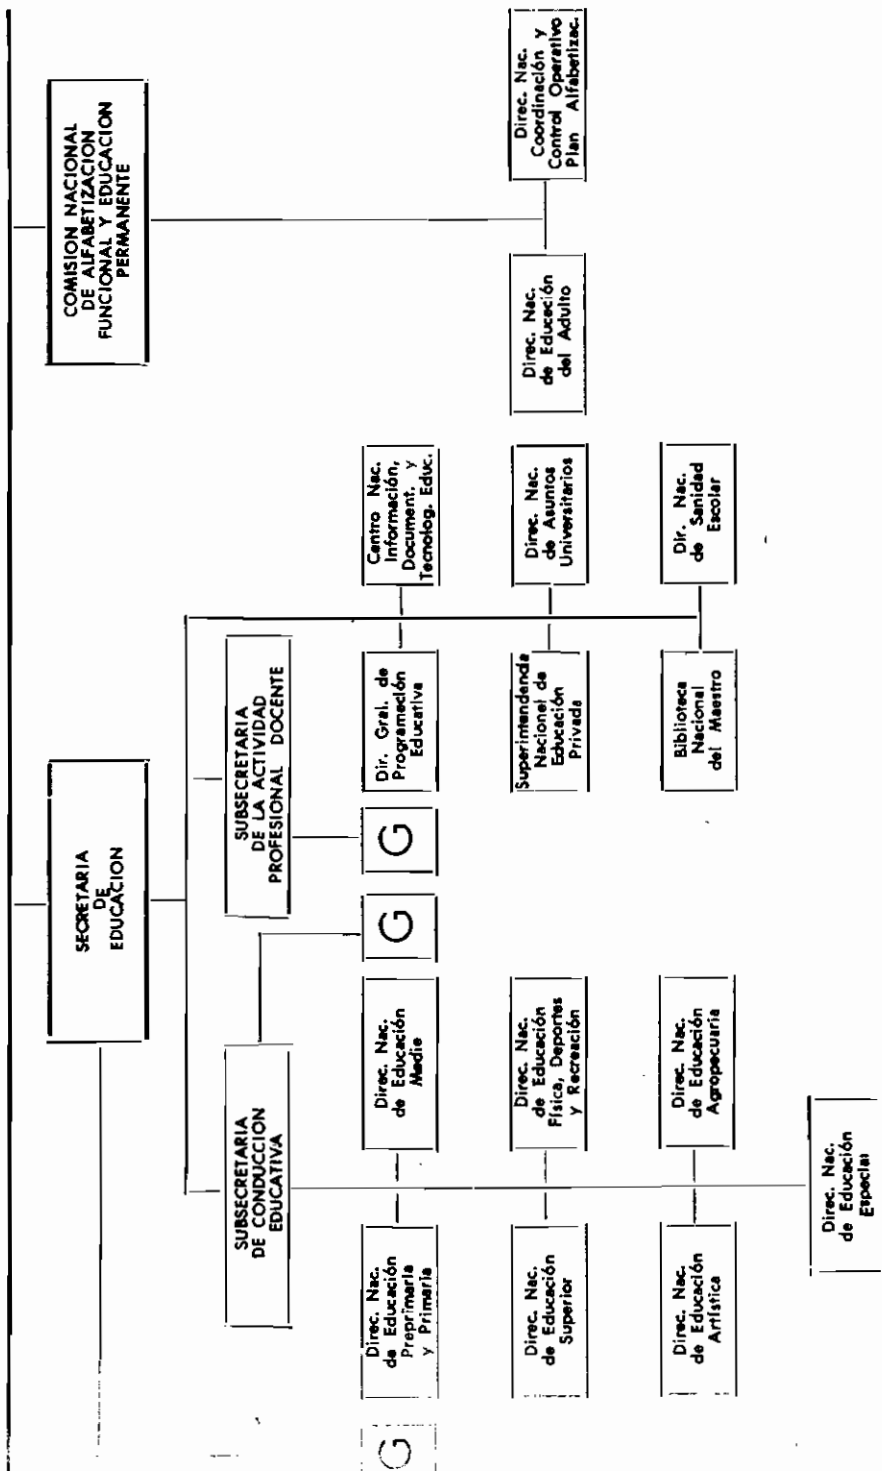 SECRETARIA
DE
EDUCACION
COMISION NACIONAL
DE ALFABETIZACION
FUNCIONAL Y EDUCACION
PERMANENTE
SUBSECRETARIA
DE CONDUCCION
EDUCATIVA
SUBSECRETARIA
DE LA ACTIVIDAD
PROFESIONAL DOCENTE
G
Direc. Nac.
de Educación
Preprimaria
y Primaria
Direc. Nac.
de Educación
Medie
G
G
Dir. Gral. de
Programación
Educativa
Centro Nac.
Información,
Document. y
Tecnolog. Educ.
Direc. Nac.
de Educación
Superior
Direc. Nac.
de Educación
Física, Deportes
y Recreación
Superintendencia
Nacional de
Educación
Privada
Direc. Nac.
de Asuntos
Universitarios
Direc. Nac.
de Educación
del Adulto
Direc. Nac.
Coordinación y
Control Operativo
Plan Alfabetizac.
Direc. Nac.
de Educación
Artística
Direc. Nac.
de Educación
Agropecuaria
Biblioteca
Nacional
del Maestro
Dir. Nac.
de Sanidad
Escolar
Direc. Nac.
de Educación
Especial